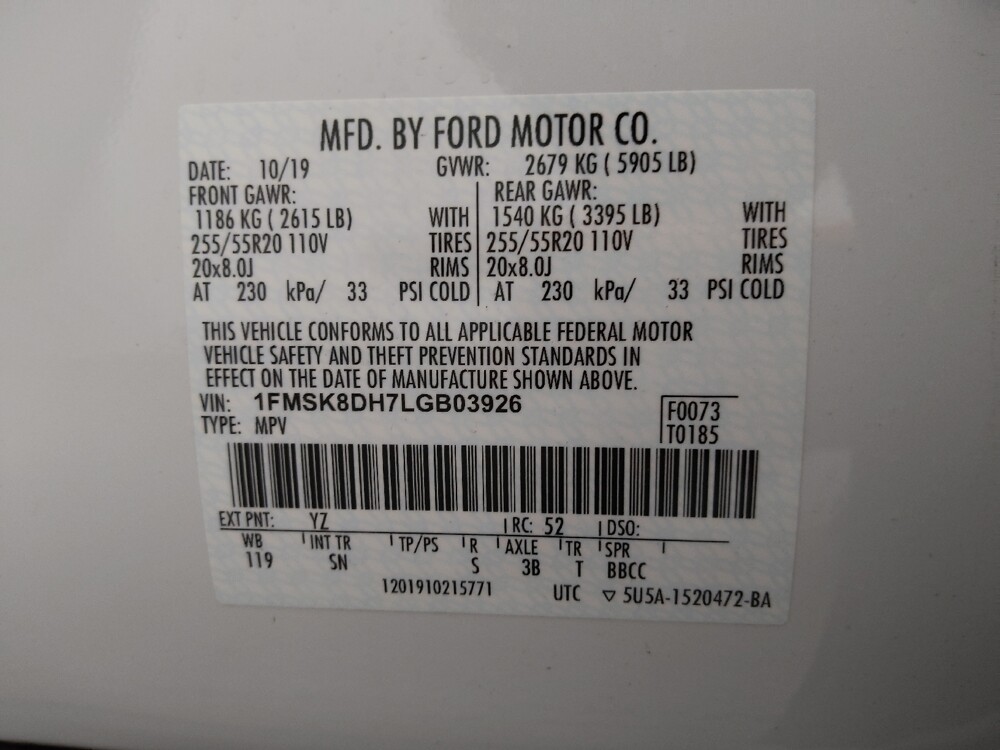 MFD. BY FORD MOTOR CO.
DATE: 10/19 GVWR: 2679 KG ( 5905 LB)
FRONT GAWR: REAR GAWR:
1186 KG ( 2615 LB) WITH 1540 KG ( 3395 LB) WITH
255/55R20 110V TIRES 255/55R20 110V TIRES
20x8.0J RIMS 20x8.0J RIMS
AT 230 kPa/ 33 PSI COLD AT 230 kPa/ 33 PSI COLD
THIS VEHICLE CONFORMS TO ALL APPLICABLE FEDERAL MOTOR
VEHICLE SAFETY AND THEFT PREVENTION STANDARDS IN
EFFECT ON THE DATE OF MANUFACTURE SHOWN ABOVE.
VIN: 1FMSK8DH7LGB03926 F0073
TYPE: MPV T0185
EXT PNT: YZ RC: 52 DSO:
WB INT TR TP/PS R AXLE TR SPR
119 SN S 3B T BBCC
1201910215771 UTC ▽ 5U5A-1520472-BA